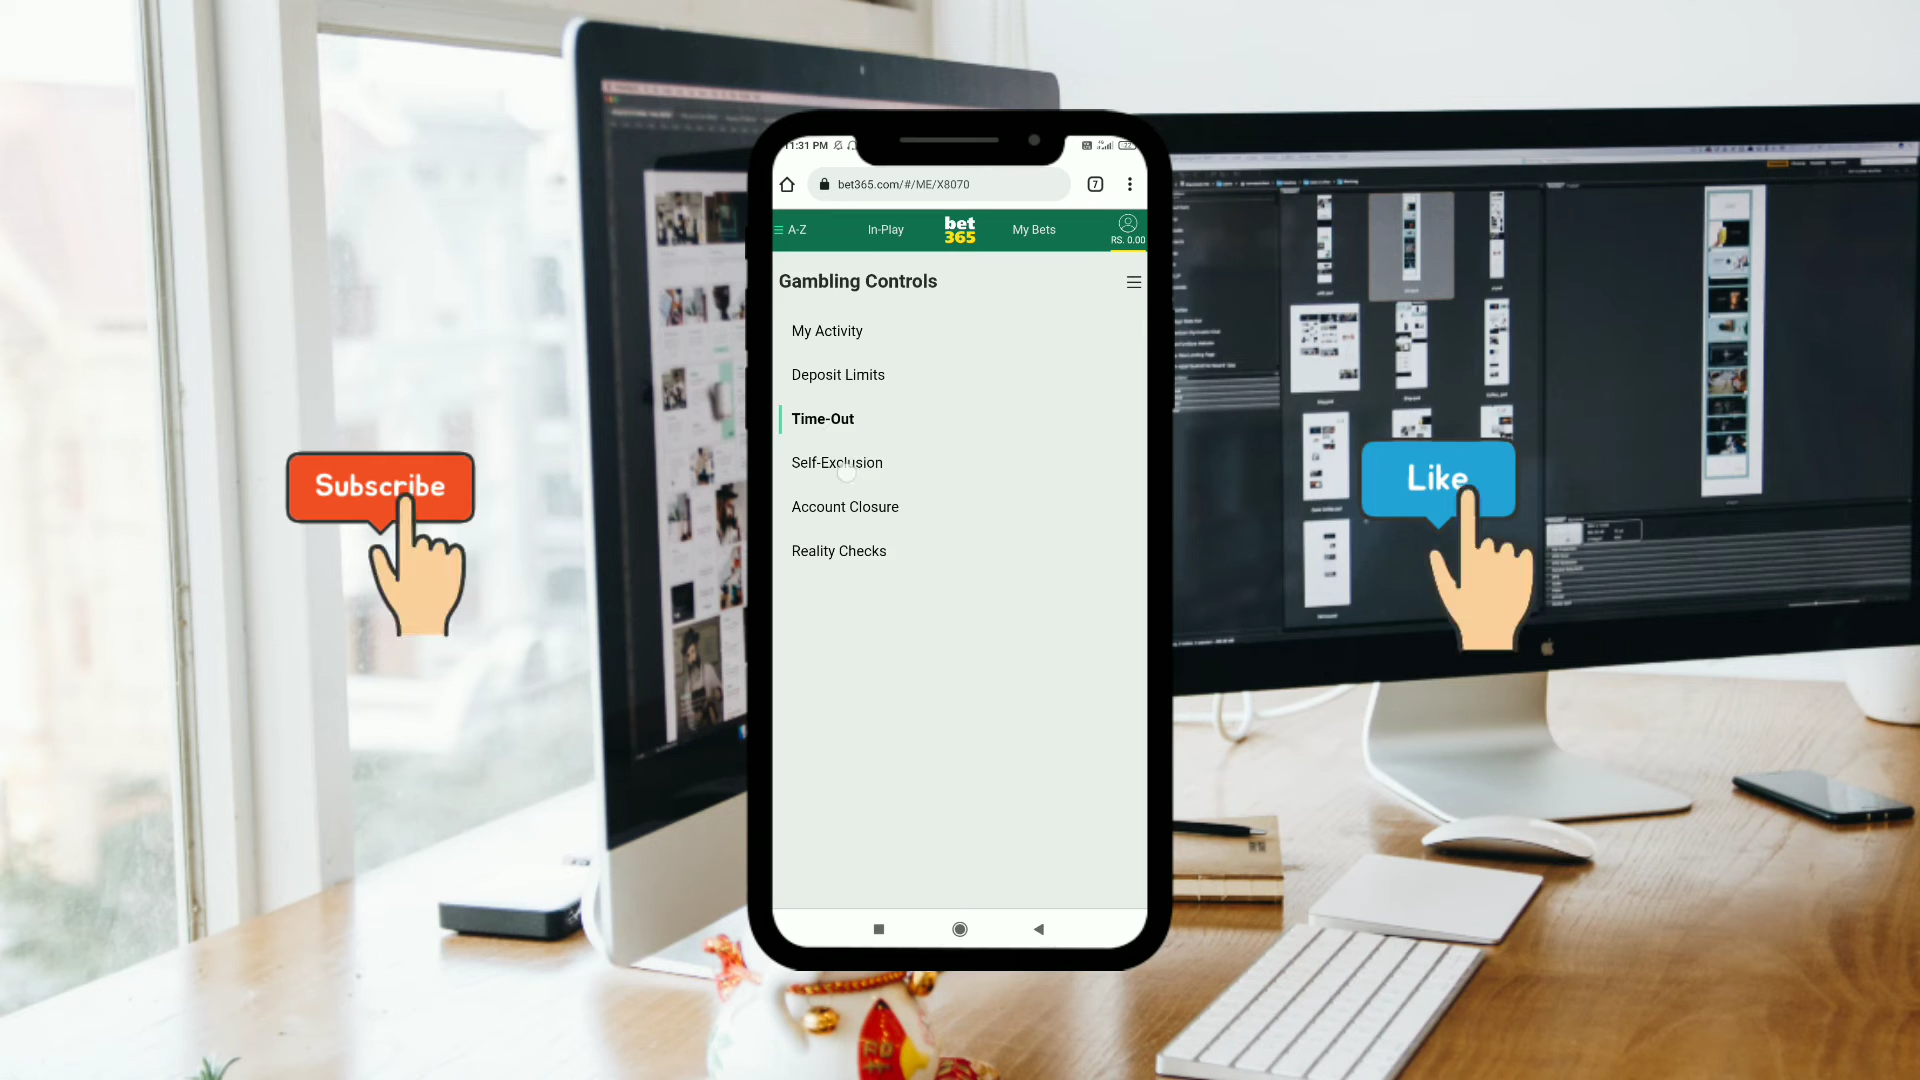 11:31 PM
bet365.com/#/ME/X8070
7
A-Z
In-Play
bet
365
My Bets
RS. 0.00
Gambling Controls
My Activity
Deposit Limits
Time-Out
Self-Exclusion
Account Closure
Reality Checks
Subscribe
Like